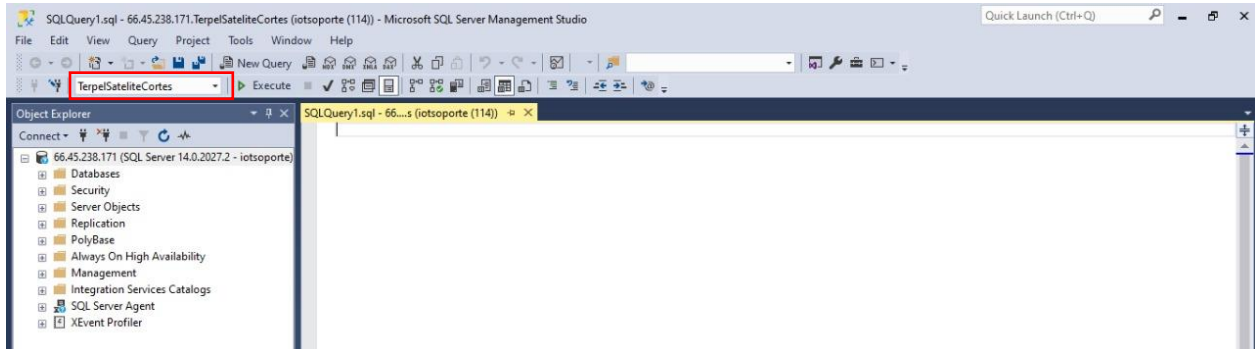 SQLQuery1.sql - 66.45.238.171.TerpelSateliteCortes (iotsoporte (114)) - Microsoft SQL Server Management Studio
Quick Launch (Ctrl+Q)
File Edit View Query Project Tools Window Help
New Query
TerpelSateliteCortes
Execute
Object Explorer
SQLQuery1.sql - 66....s (iotsoporte (114))
Connect
66.45.238.171 (SQL Server 14.0.2027.2 - iotsoporte)
Databases
Security
Server Objects
Replication
PolyBase
Always On High Availability
Management
Integration Services Catalogs
SQL Server Agent
XEvent Profiler